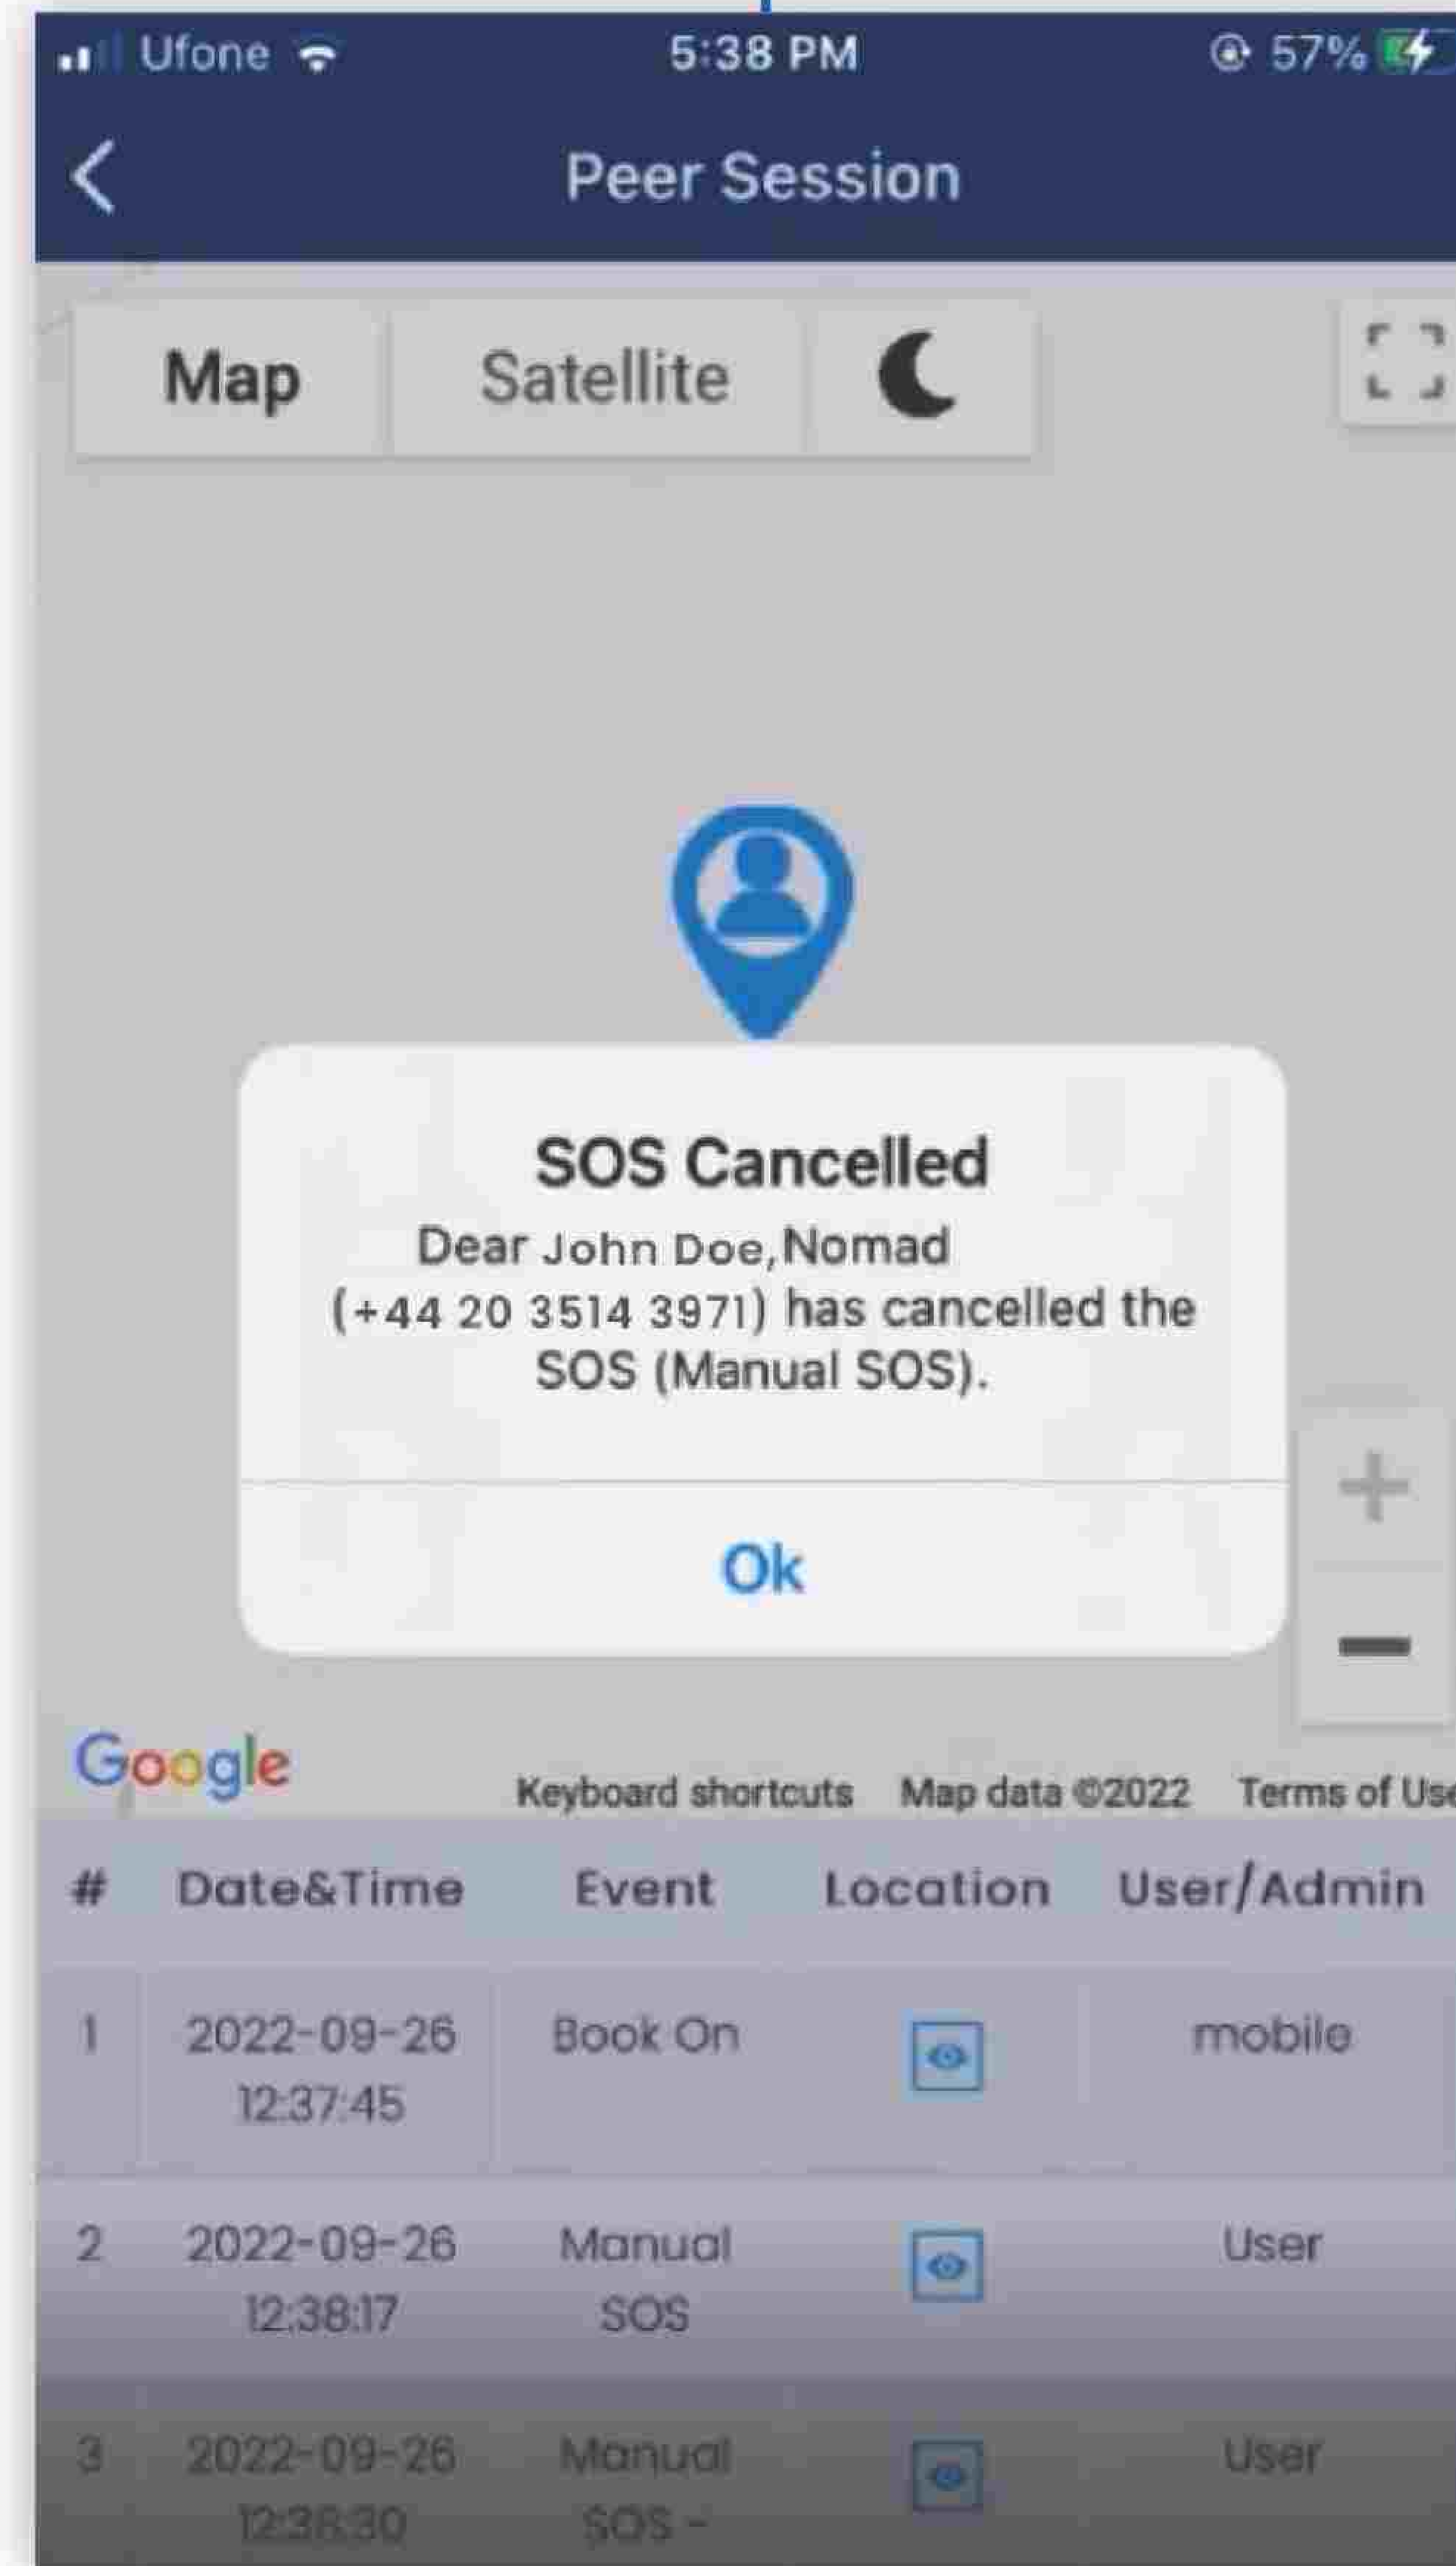 Ufone 5:38 PM 57%
Peer Session
Map Satellite
SOS Cancelled
Dear John Doe, Nomad
(+44 20 3514 3971) has cancelled the
SOS (Manual SOS).
Ok
Google
Keyboard shortcuts Map data ©2022 Terms of Use
# Date&Time Event Location User/Admin
1 2022-09-26 Book On mobile
12:37:45
2 2022-09-26 Manual User
12:38:17 SOS
3 2022-09-26 Manual User
12:38:30 SOS -